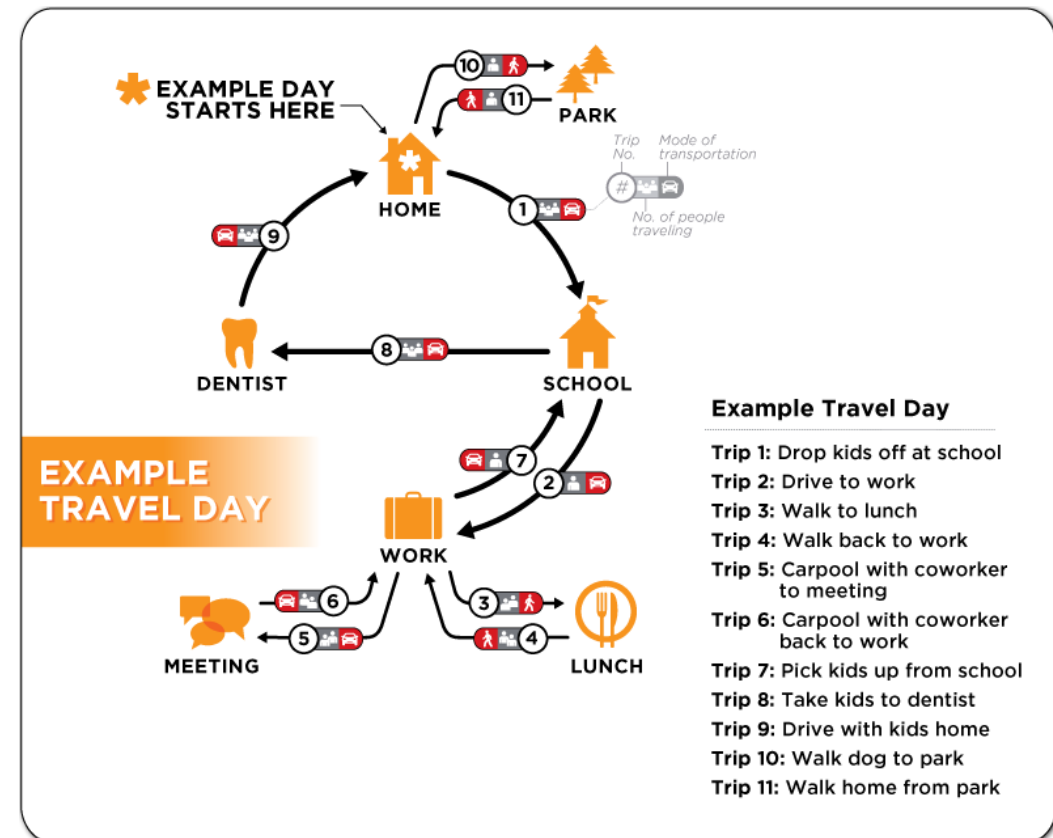 EXAMPLE DAY
STARTS HERE
10
11
PARK
Trip
No.
Mode of
transportation
#
No. of people
traveling
HOME
1
9
8
DENTIST
SCHOOL
EXAMPLE
TRAVEL DAY
7
2
WORK
6
5
3
4
MEETING
LUNCH
Example Travel Day
Trip 1: Drop kids off at school
Trip 2: Drive to work
Trip 3: Walk to lunch
Trip 4: Walk back to work
Trip 5: Carpool with coworker
to meeting
Trip 6: Carpool with coworker
back to work
Trip 7: Pick kids up from school
Trip 8: Take kids to dentist
Trip 9: Drive with kids home
Trip 10: Walk dog to park
Trip 11: Walk home from park